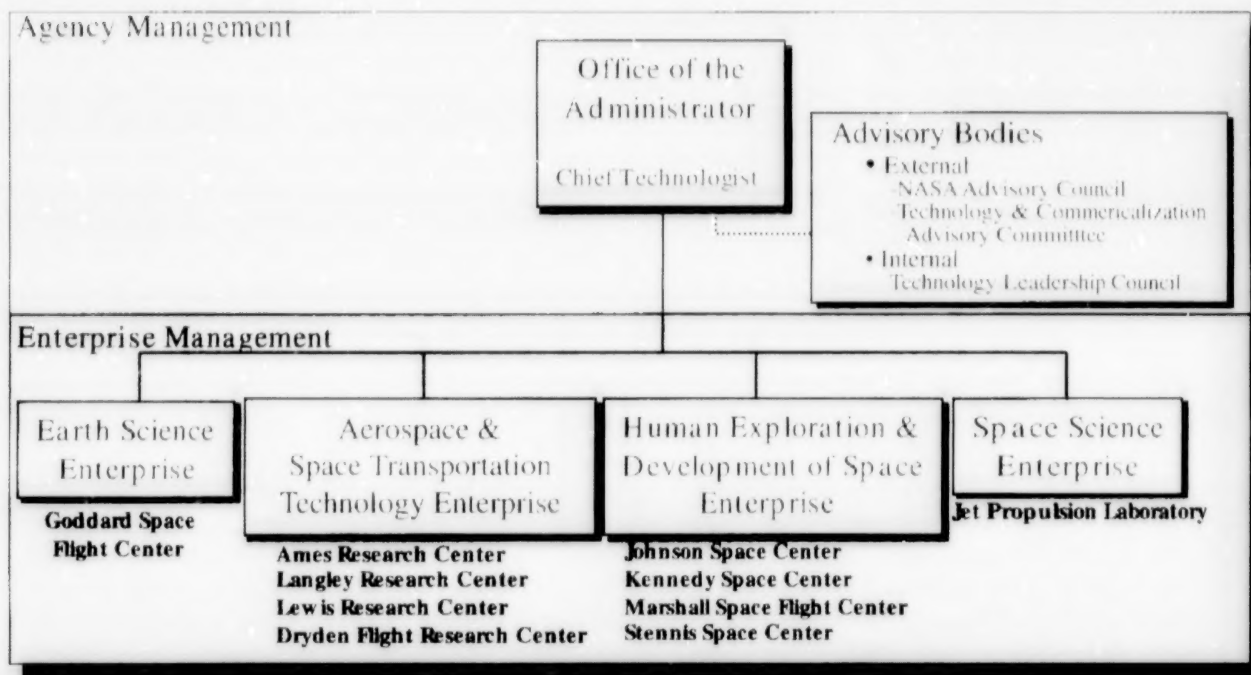 Agency Management
Office of the
Administrator
Chief Technologist
Advisory Bodies
• External
-NASA Advisory Council
-Technology & Commericalization
Advisory Committtee
• Internal
Technology Leadership Council
Enterprise Management
Earth Science
Enterprise
Goddard Space
Flight Center
Aerospace &
Space Transportation
Technology Enterprise
Ames Research Center
Langley Research Center
Lewis Research Center
Dryden Flight Research Center
Human Exploration &
Development of Space
Enterprise
Johnson Space Center
Kennedy Space Center
Marshall Space Flight Center
Stennis Space Center
Space Science
Enterprise
Jet Propulsion Laboratory